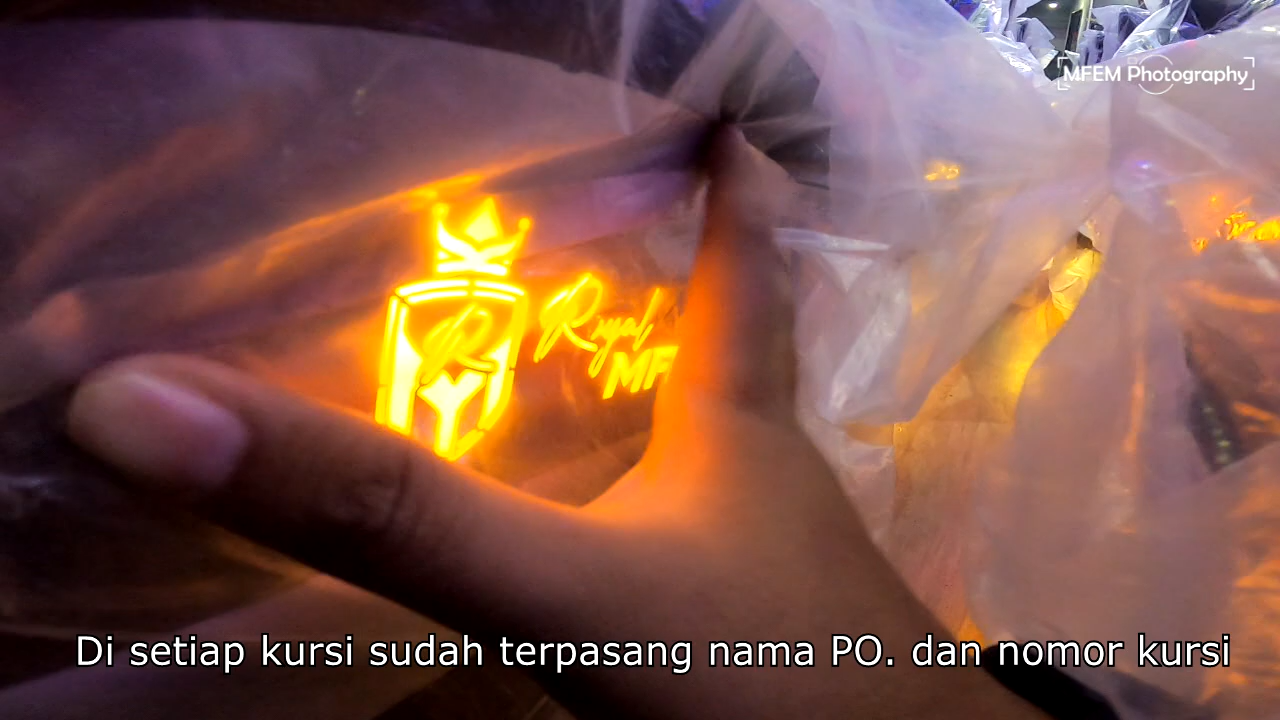 MFEM Photography
R
Royal
MF
Di setiap kursi sudah terpasang nama PO. dan nomor kursi